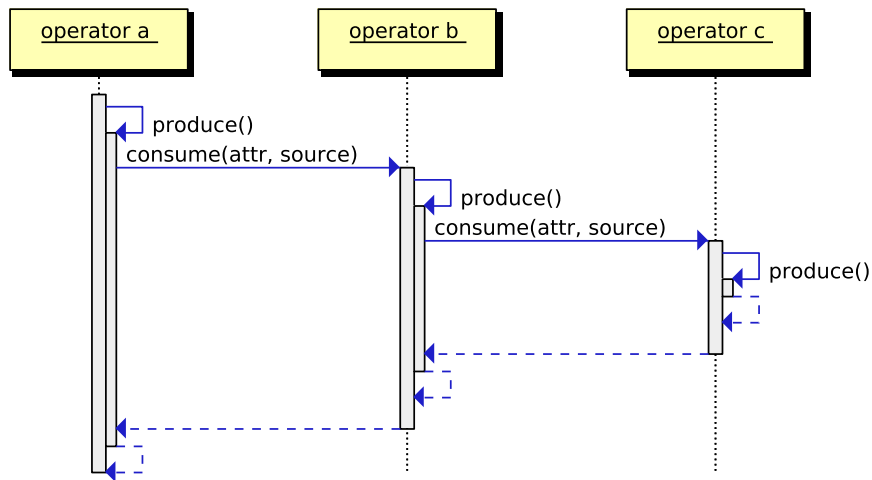 operator a
operator b
operator c
produce()
consume(attr, source)
produce()
consume(attr, source)
produce()